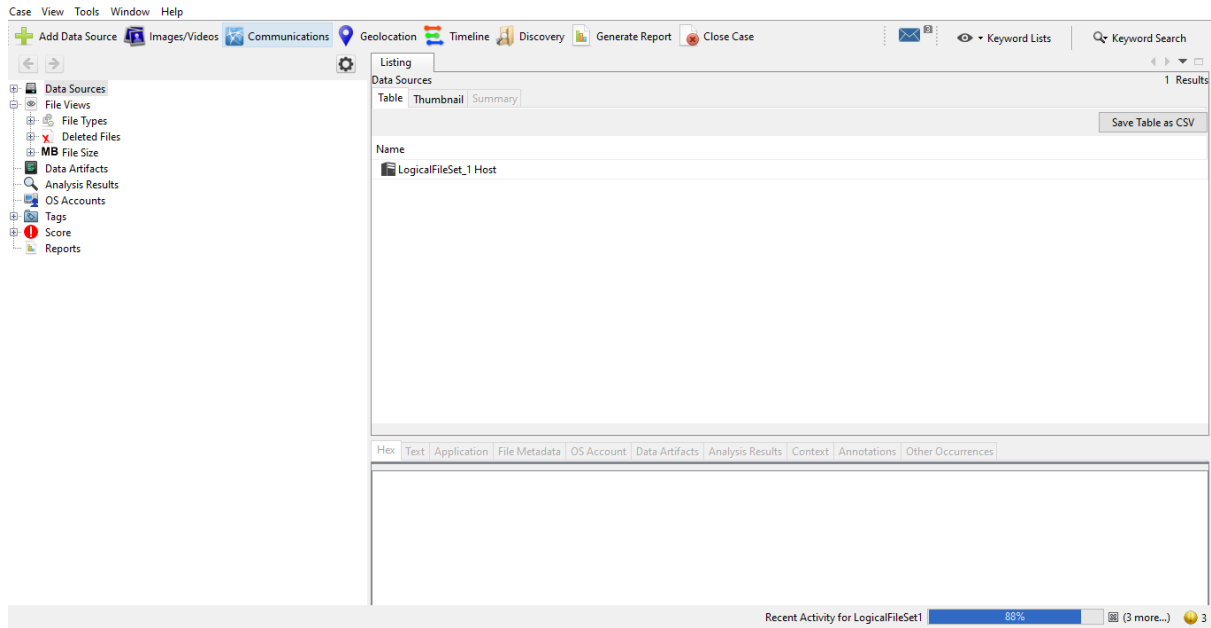 Case View Tools Window Help
Add Data Source Images/Videos Communications Geolocation Timeline Discovery Generate Report Close Case 3 Keyword Lists Keyword Search
Listing
Data Sources 1 Results
Table Thumbnail Summary
Save Table as CSV
Name
LogicalFileSet_1 Host
Data Sources
File Views
File Types
Deleted Files
MB File Size
Data Artifacts
Analysis Results
OS Accounts
Tags
Score
Reports
Hex Text Application File Metadata OS Account Data Artifacts Analysis Results Context Annotations Other Occurrences
Recent Activity for LogicalFileSet1 88% (3 more...) 3